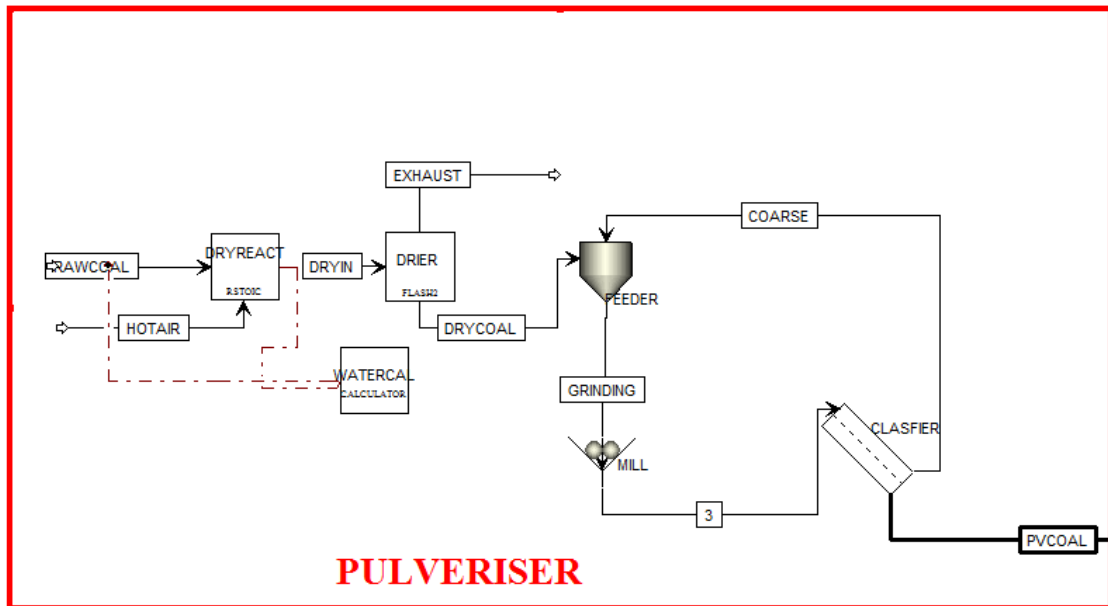 EXHAUST
COARSE
RAWCOAL
DRYREACT
RSTOIC
DRYIN
DRIER
FLASH2
FEEDER
HOTAIR
DRYCOAL
WATERCAL
CALCULATOR
GRINDING
CLASFIER
MILL
3
PVCOAL
PULVERISER